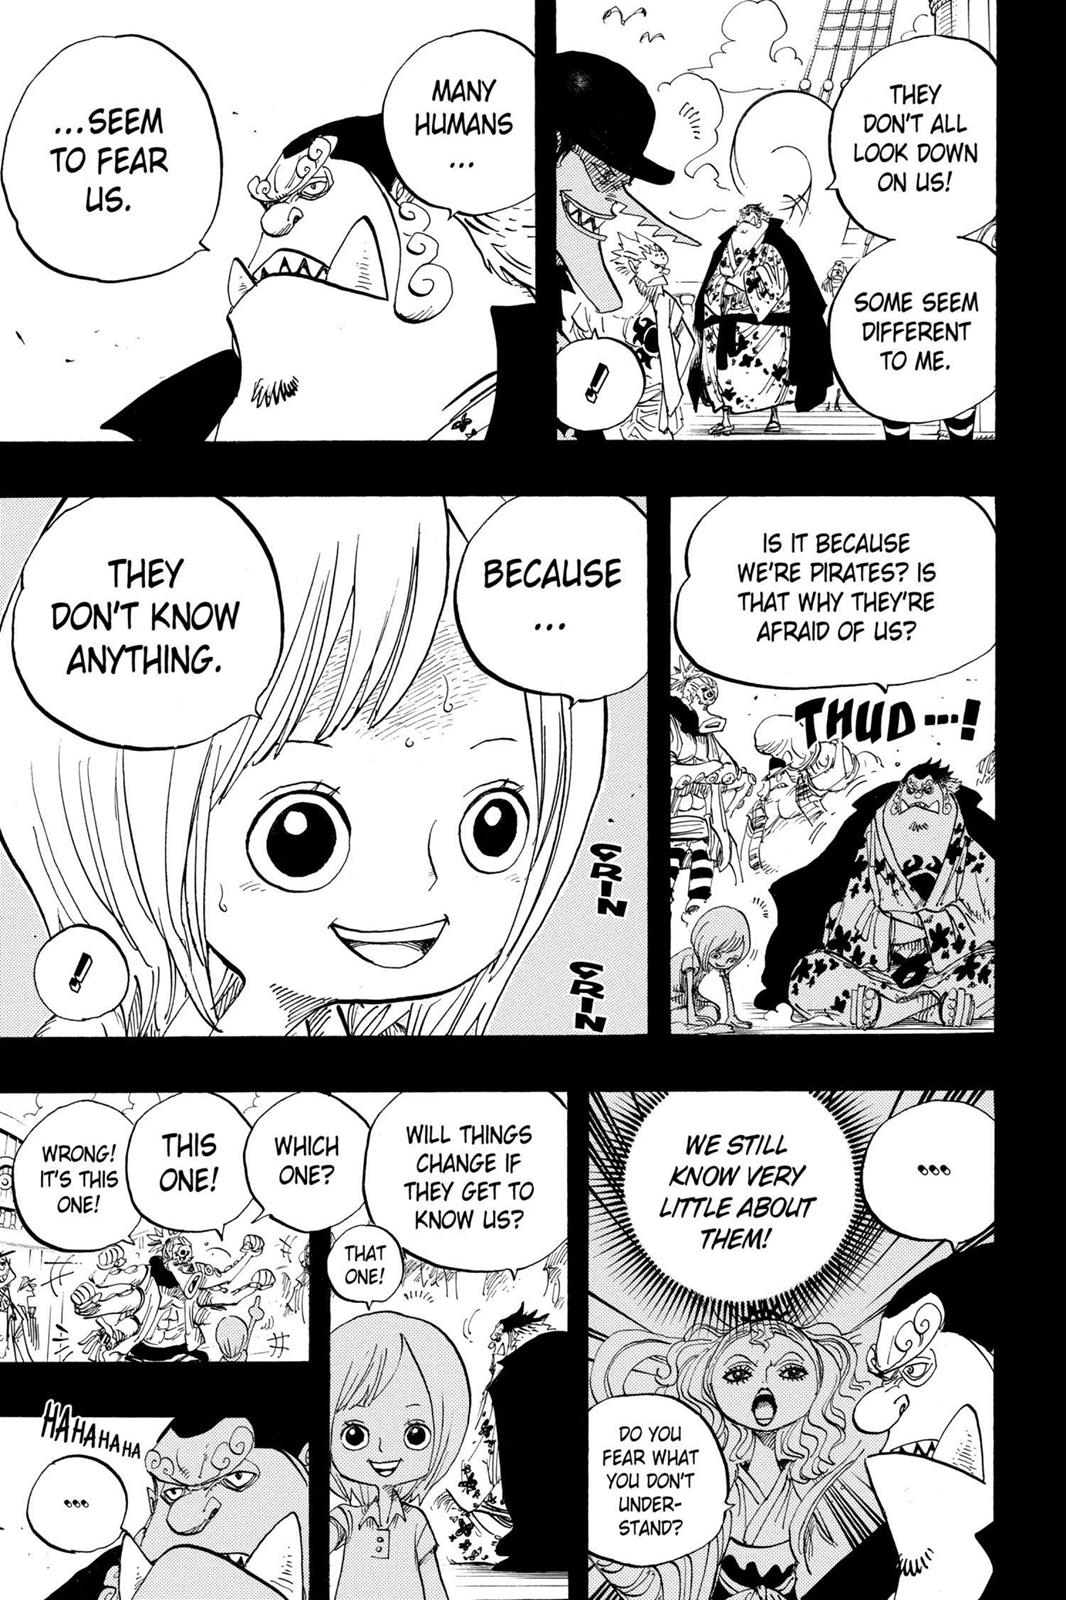 THEY
DON'T ALL
LOOK DOWN
ON US!
SOME SEEM
DIFFERENT
TO ME.
!
MANY
HUMANS
...
...SEEM
TO FEAR
US.
IS IT BECAUSE
WE'RE PIRATES? IS
THAT WHY THEY'RE
AFRAID OF US?
THUD...!
BECAUSE
...
THEY
DON'T KNOW
ANYTHING.
GRIN
GRIN
!
...
WE STILL
KNOW VERY
LITTLE ABOUT
THEM!
DO YOU
FEAR WHAT
YOU DON'T
UNDER-
STAND?
WILL THINGS
CHANGE IF
THEY GET TO
KNOW US?
THAT
ONE!
WHICH
ONE?
THIS
ONE!
WRONG!
IT'S THIS
ONE!
HAHAHAHA
...